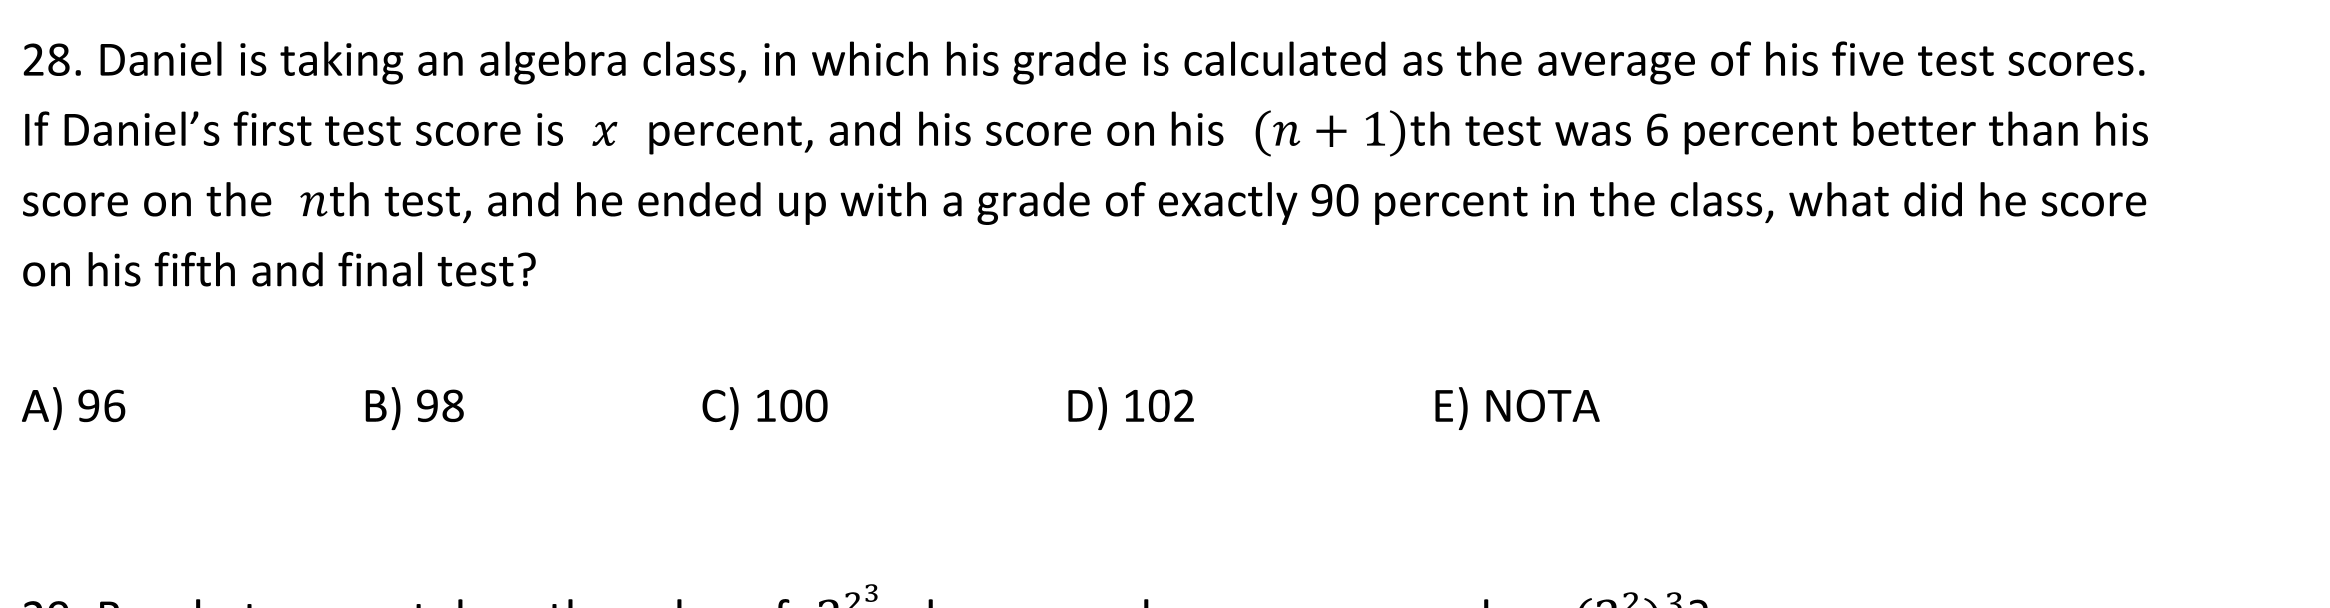 28. Daniel is taking an algebra class, in which his grade is calculated as the average of his five test scores.
If Daniel’s first test score is x percent, and his score on his (n + 1)th test was 6 percent better than his
score on the nth test, and he ended up with a grade of exactly 90 percent in the class, what did he score
on his fifth and final test?
A) 96 B) 98 C) 100 D) 102 E) NOTA